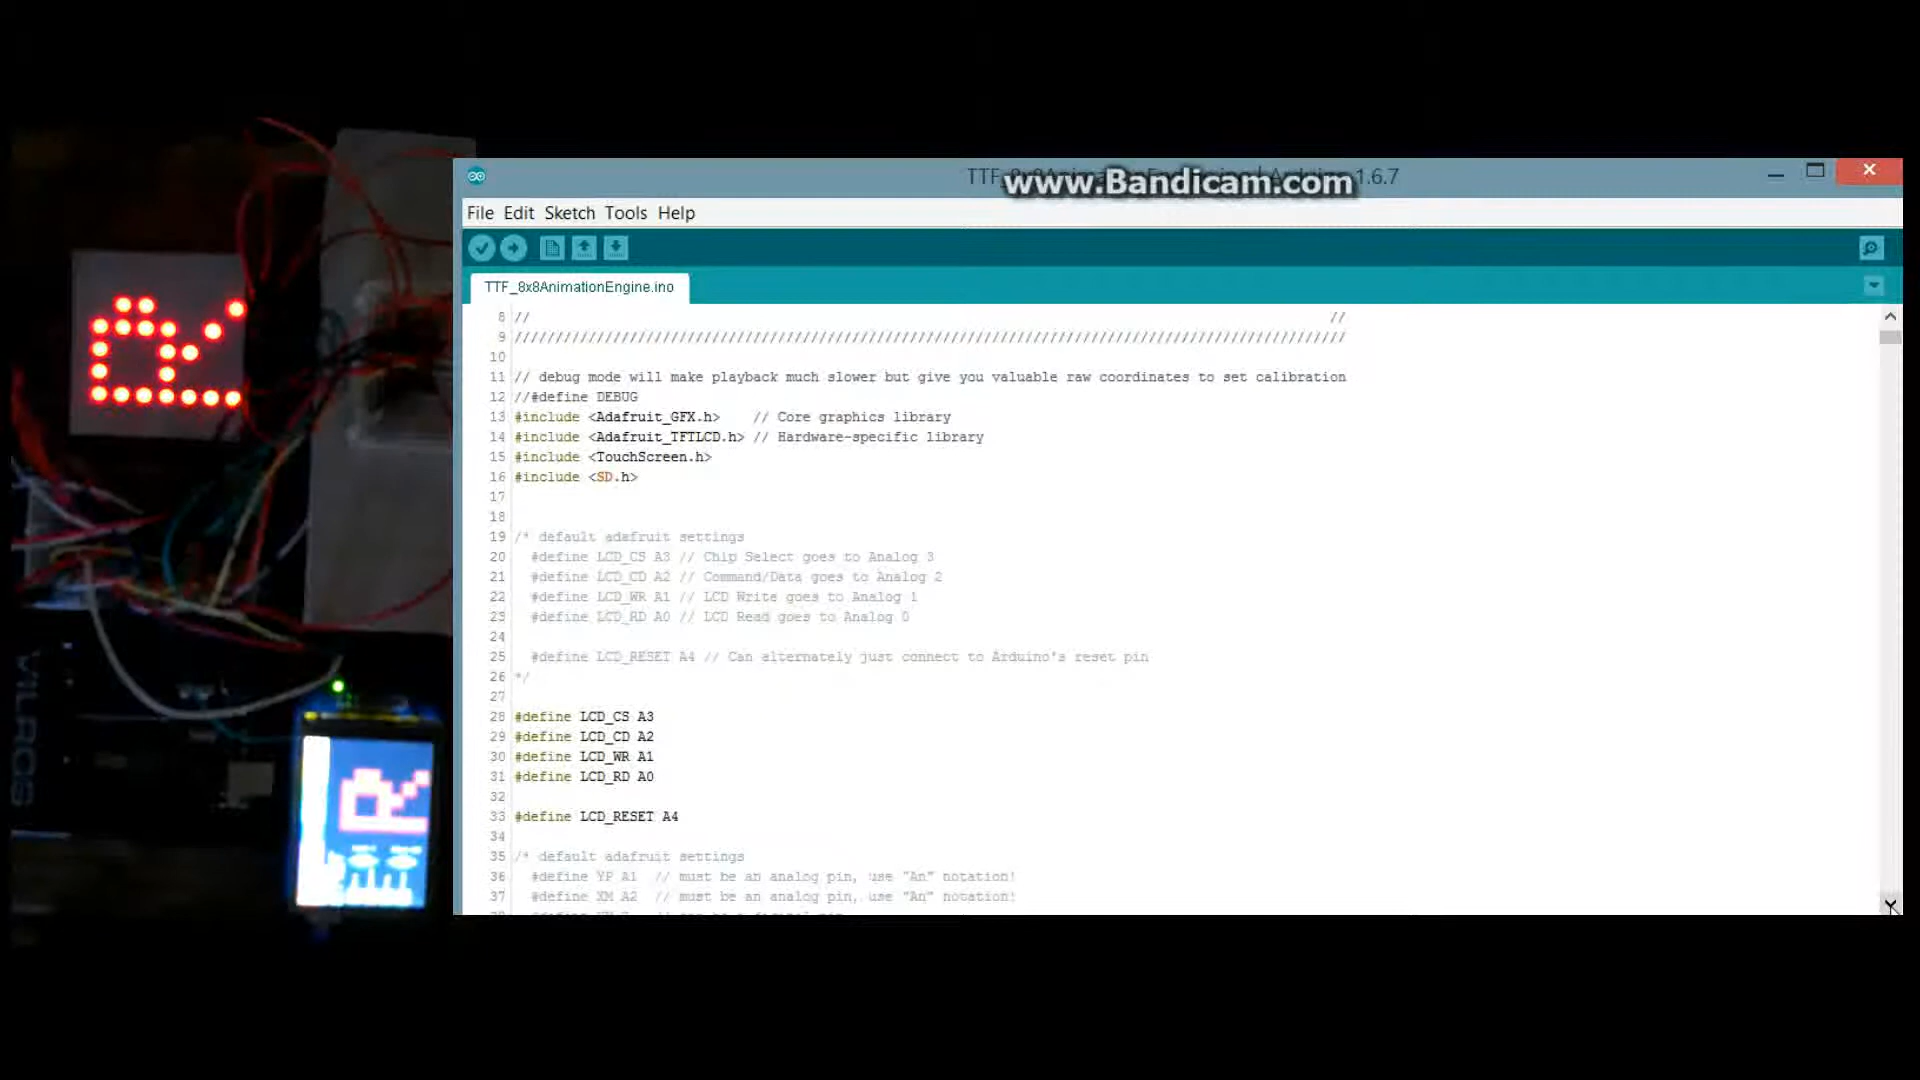 www.Bandicam.com
File Edit Sketch Tools Help
TTF_8x8AnimationEngine.ino
8 // //
9 /////////////////////////////////////////////////////////////////////////////////////////////////////
10
11 // debug mode will make playback much slower but give you valuable raw coordinates to set calibration
12 //#define DEBUG
13 #include <Adafruit_GFX.h> // Core graphics library
14 #include <Adafruit_TFTLCD.h> // Hardware-specific library
15 #include <TouchScreen.h>
16 #include <SD.h>
17
18
19 /* default adafruit settings
20 #define LCD_CS A3 // Chip Select goes to Analog 3
21 #define LCD_CD A2 // Command/Data goes to Analog 2
22 #define LCD_WR A1 // LCD Write goes to Analog 1
23 #define LCD_RD A0 // LCD Read goes to Analog 0
24
25 #define LCD_RESET A4 // Can alternately just connect to Arduino's reset pin
26 */
27
28 #define LCD_CS A3
29 #define LCD_CD A2
30 #define LCD_WR A1
31 #define LCD_RD A0
32
33 #define LCD_RESET A4
34
35 /* default adafruit settings
36 #define YP A1 // must be an analog pin, use "An" notation!
37 #define XM A2 // must be an analog pin, use "An" notation!
VILROS